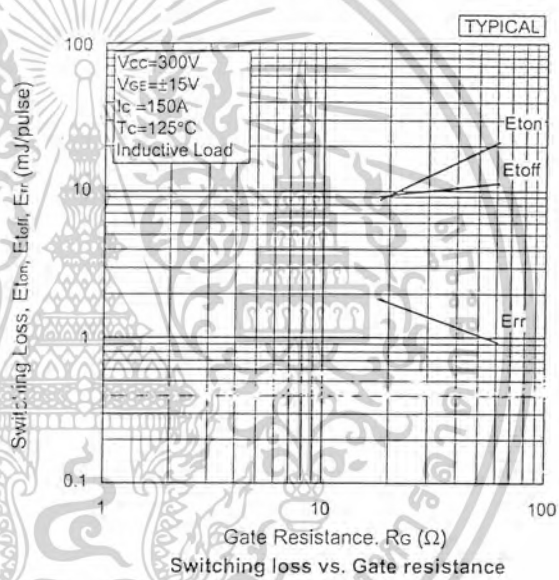 TYPICAL
100
10
1
0.1
Switching Loss, Eton, Etoff, Err (mJ/pulse)
Vcc=300V
VGE=±15V
Ic =150A
Tc=125°C
Inductive Load
Eton
Etoff
Err
1
10
100
Gate Resistance. RG (Ω)
Switching loss vs. Gate resistance